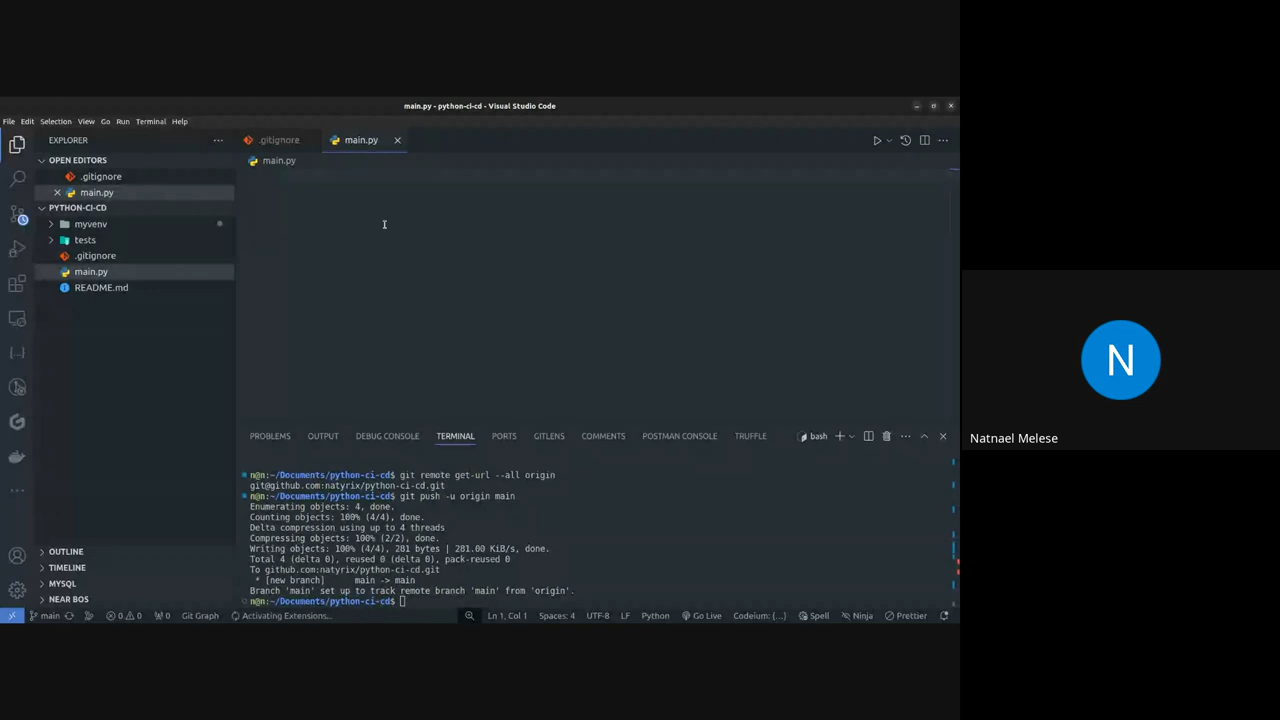 main.py - python-ci-cd - Visual Studio Code
File Edit Selection View Go Run Terminal Help
EXPLORER
.gitignore
main.py
OPEN EDITORS
main.py
.gitignore
main.py
PYTHON-CI-CD
myvenv
tests
.gitignore
main.py
README.md
PROBLEMS OUTPUT DEBUG CONSOLE TERMINAL PORTS GITLENS COMMENTS POSTMAN CONSOLE TRUFFLE
bash
n@n:~/Documents/python-ci-cd$ git remote get-url --all origin
git@github.com:natyrix/python-ci-cd.git
n@n:~/Documents/python-ci-cd$ git push -u origin main
Enumerating objects: 4, done.
Counting objects: 100% (4/4), done.
Delta compression using up to 4 threads
Compressing objects: 100% (2/2), done.
Writing objects: 100% (4/4), 281 bytes | 281.00 KiB/s, done.
Total 4 (delta 0), reused 0 (delta 0), pack-reused 0
To github.com:natyrix/python-ci-cd.git
* [new branch] main -> main
Branch 'main' set up to track remote branch 'main' from 'origin'.
n@n:~/Documents/python-ci-cd$
OUTLINE
TIMELINE
MYSQL
NEAR BOS
main 0 0 0 Git Graph Activating Extensions... Ln 1, Col 1 Spaces: 4 UTF-8 LF Python Go Live Codeium: {...} Spell Ninja Prettier
N
Natnael Melese